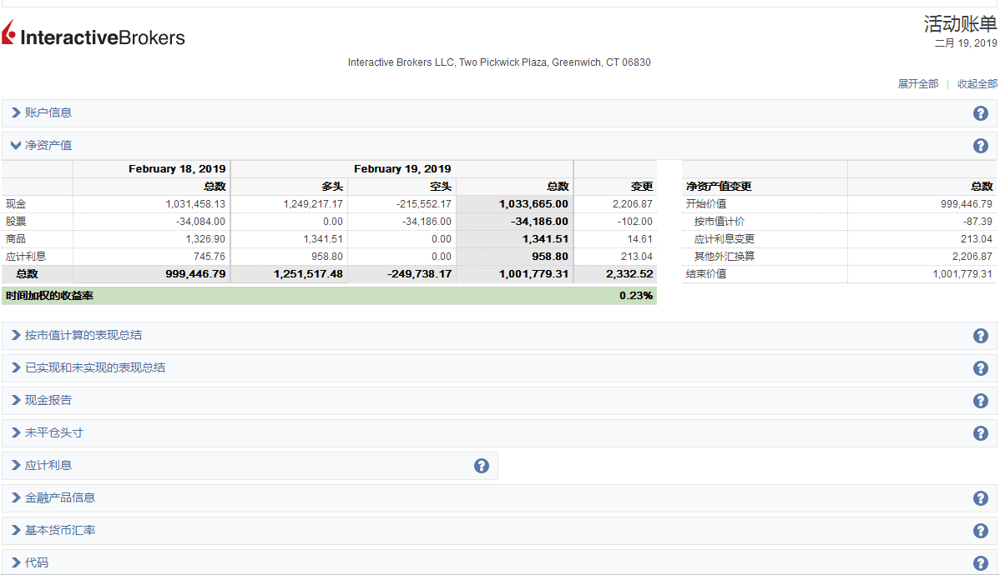 InteractiveBrokers
活动账单
二月 19, 2019
Interactive Brokers LLC, Two Pickwick Plaza, Greenwich, CT 06830
展开全部 | 收起全部
账户信息
净资产值
February 18, 2019 February 19, 2019
总数 多头 空头 总数 变更
现金 1,031,458.13 1,249,217.17 -215,552.17 1,033,665.00 2,206.87
股票 -34,084.00 0.00 -34,186.00 -34,186.00 -102.00
商品 1,326.90 1,341.51 0.00 1,341.51 14.61
应计利息 745.76 958.80 0.00 958.80 213.04
总数 999,446.79 1,251,517.48 -249,738.17 1,001,779.31 2,332.52
时间加权的收益率 0.23%
净资产值变更 总数
开始价值 999,446.79
按市值计价 -87.39
应计利息变更 213.04
其他外汇换算 2,206.87
结束价值 1,001,779.31
按市值计算的表现总结
已实现和未实现的表现总结
现金报告
未平仓头寸
应计利息
金融产品信息
基本货币汇率
代码